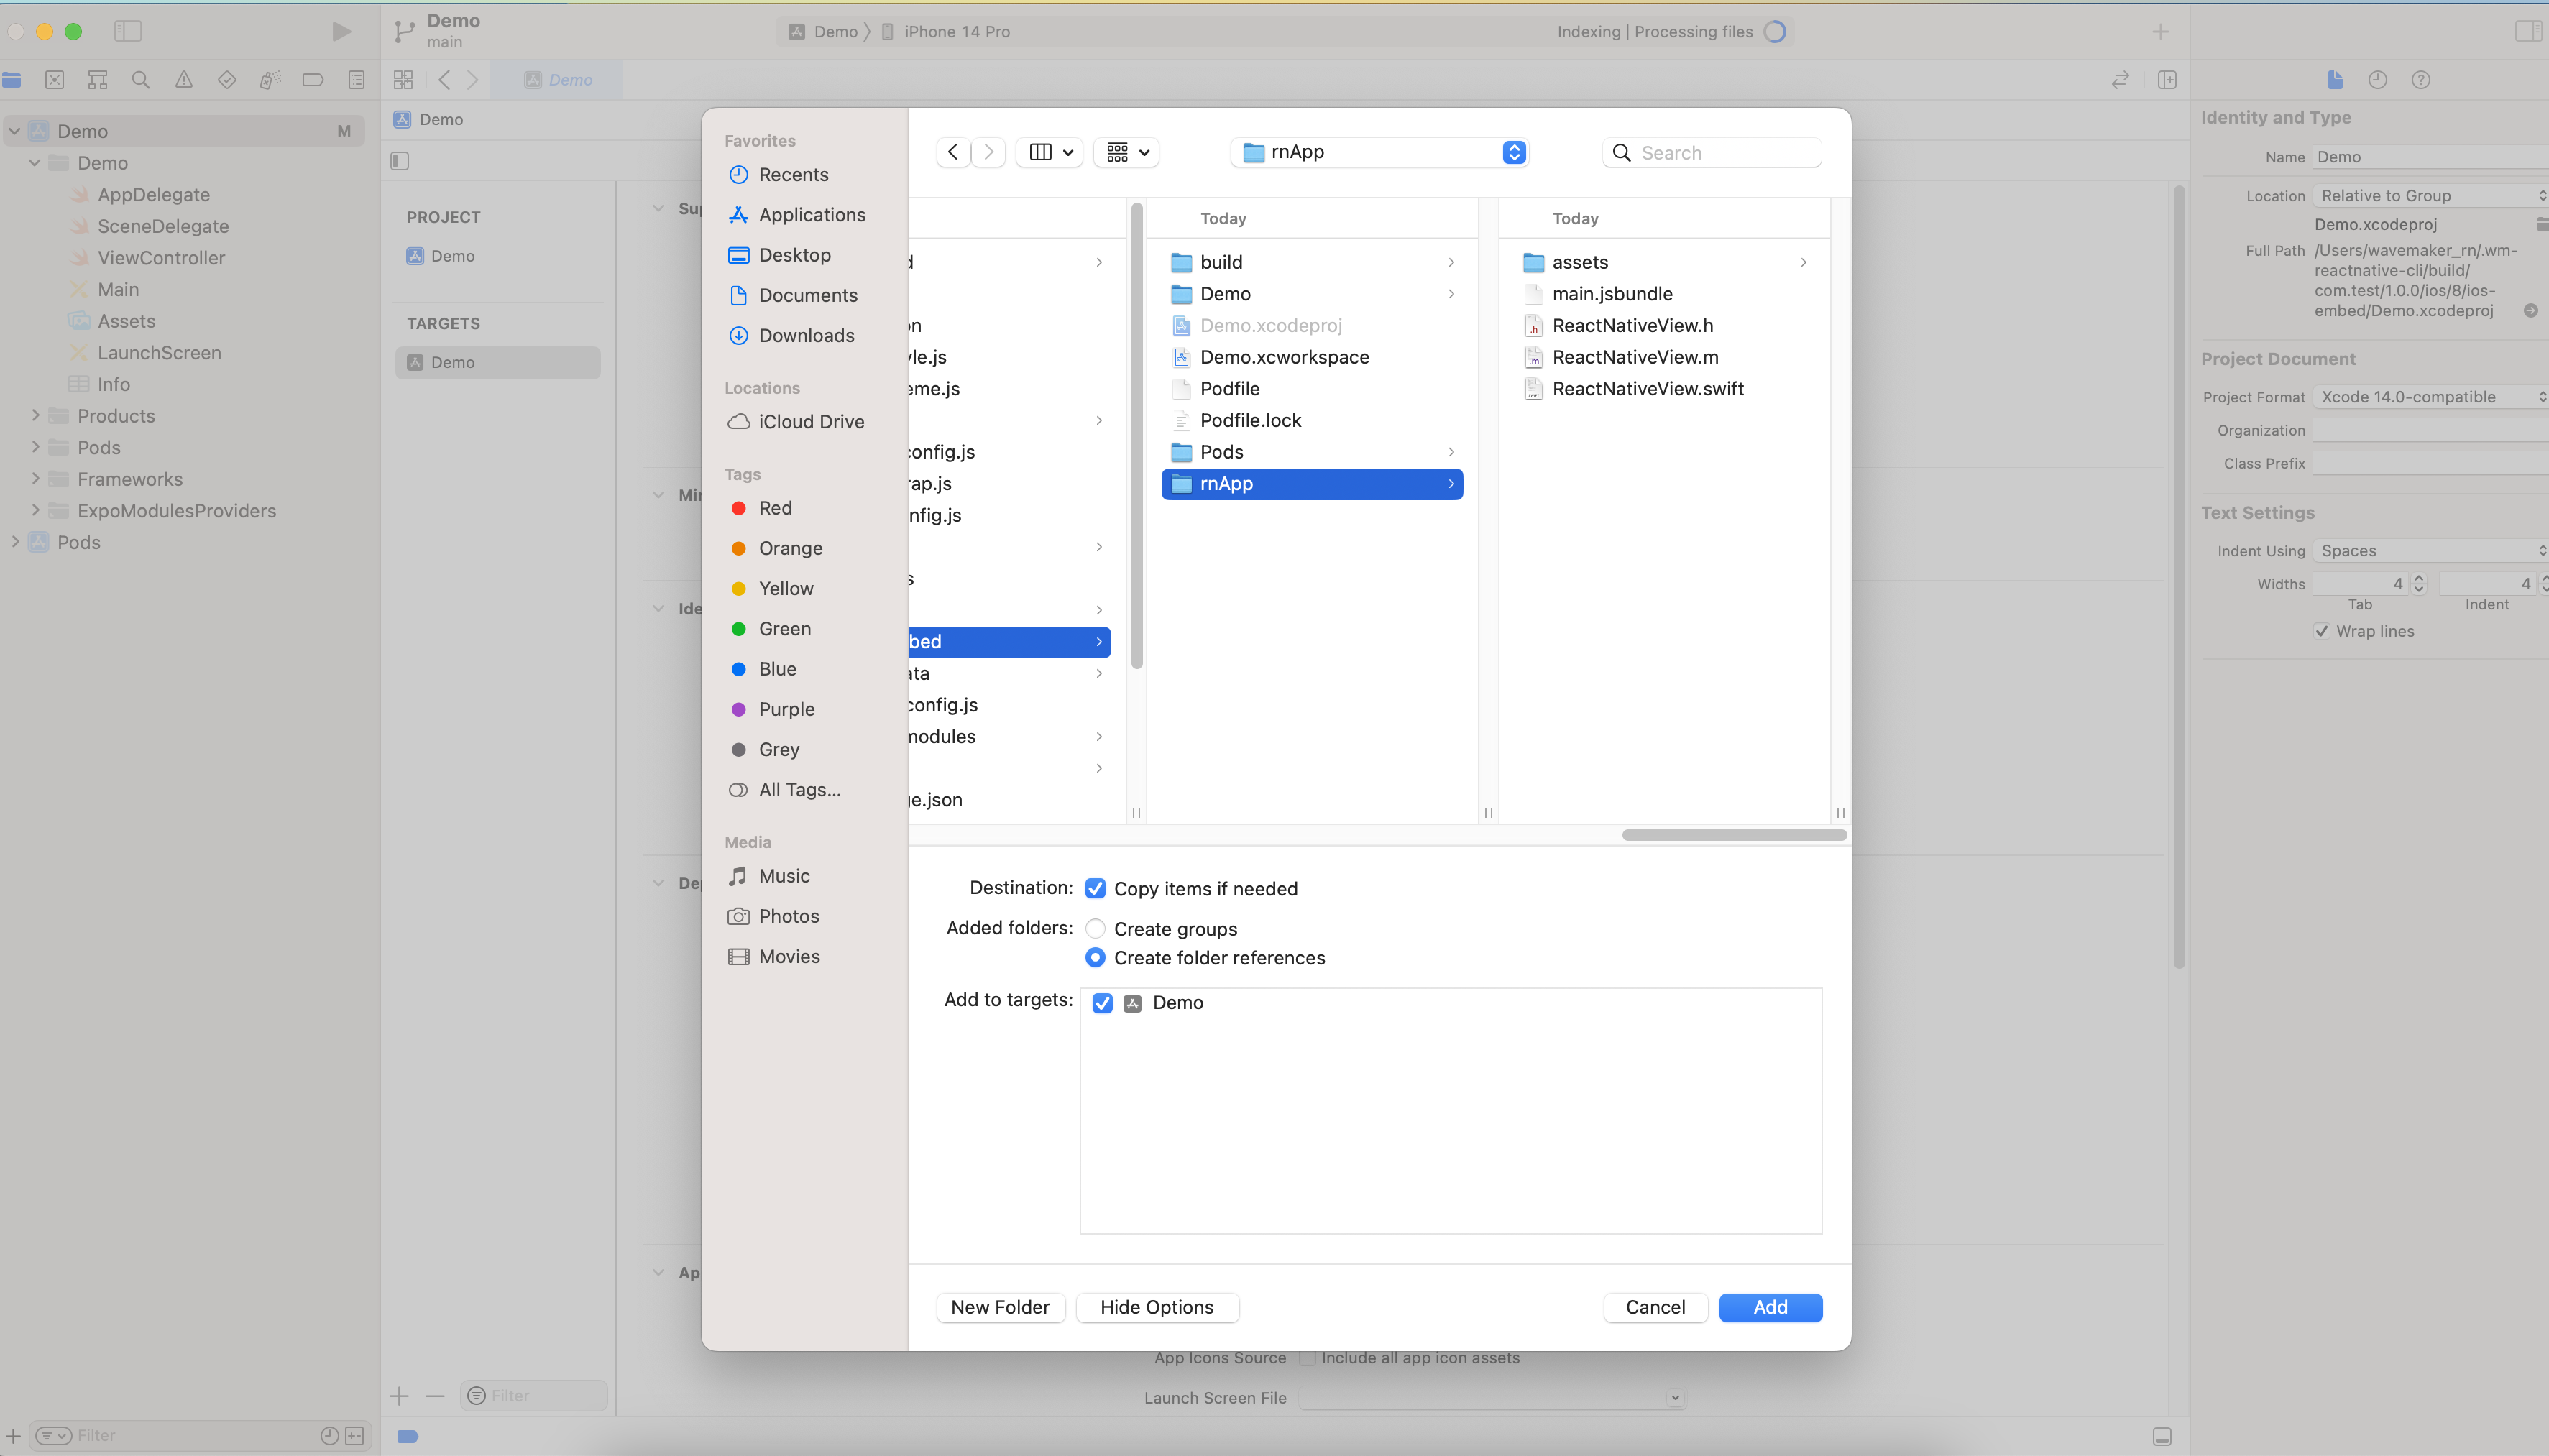 Demo
main
Demo
iPhone 14 Pro
Indexing | Processing files
Demo
Demo M
Demo
AppDelegate
SceneDelegate
ViewController
Main
Assets
LaunchScreen
Info
Products
Pods
Frameworks
ExpoModulesProviders
Pods
Filter
Demo
PROJECT
Demo
TARGETS
Demo
Filter
Favorites
Recents
Applications
Desktop
Documents
Downloads
Locations
iCloud Drive
Tags
Red
Orange
Yellow
Green
Blue
Purple
Grey
All Tags...
Media
Music
Photos
Movies
rnApp
Search
yle.js
eme.js
config.js
rap.js
nfig.js
bed
ata
config.js
modules
ge.json
Today
build
Demo
Demo.xcodeproj
Demo.xcworkspace
Podfile
Podfile.lock
Pods
rnApp
Today
assets
main.jsbundle
ReactNativeView.h
ReactNativeView.m
ReactNativeView.swift
Destination: Copy items if needed
Added folders: Create groups
Create folder references
Add to targets: Demo
New Folder
Hide Options
Cancel
Add
App Icons Source Include all app icon assets
Launch Screen File
Identity and Type
Name Demo
Location Relative to Group
Demo.xcodeproj
Full Path /Users/wavemaker_rn/.wm-
reactnative-cli/build/
com.test/1.0.0/ios/8/ios-
embed/Demo.xcodeproj
Project Document
Project Format Xcode 14.0-compatible
Organization
Class Prefix
Text Settings
Indent Using Spaces
Widths 4 4
Tab Indent
Wrap lines